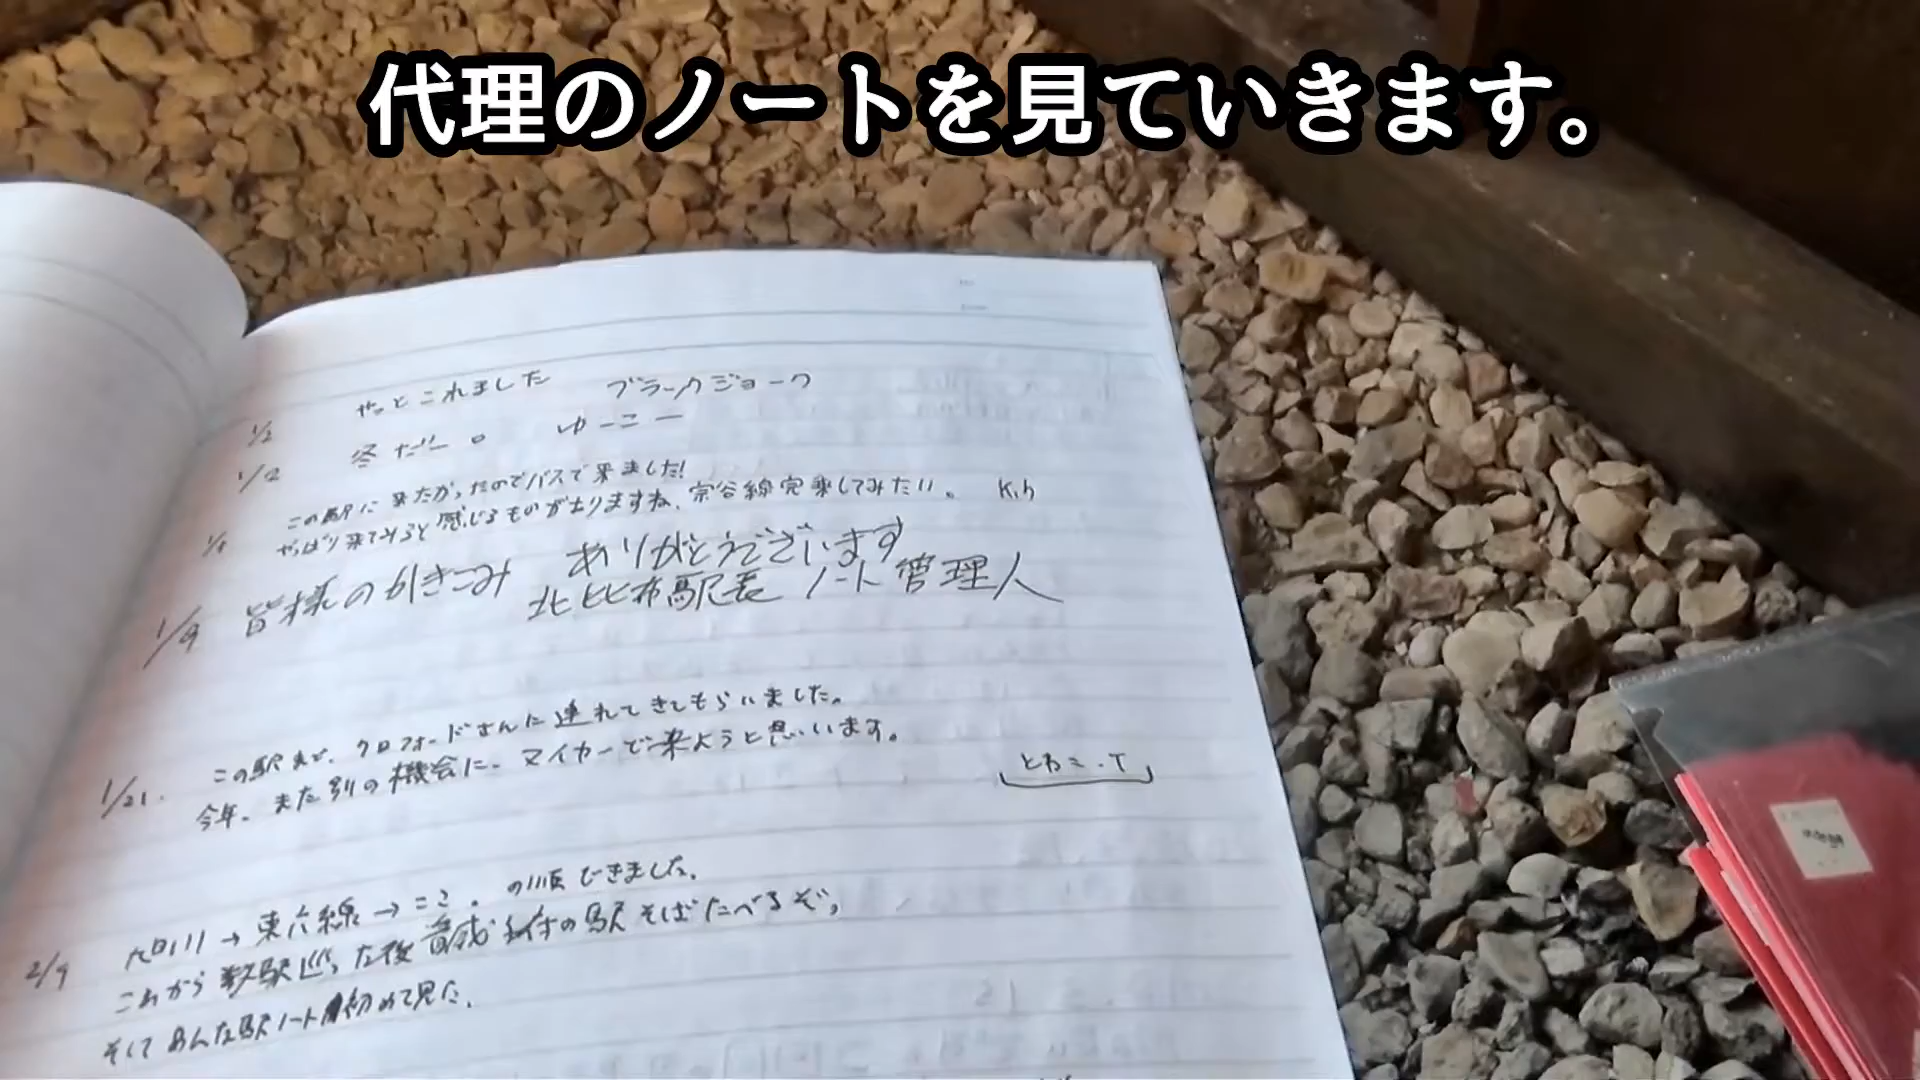 代理のノートを見ていきます。
1/2 やっとこれました ブラックジョーク
1/2 冬だー。 ゆーこー
この駅に来たかったのでバスで来ました!
やっぱり来てみると感じるものがありますね、宗谷線完乗してみたい。 K.h
1/9 皆様のかきこみ ありがとうございます
北比布駅長 ノート管理人
1/21. この駅まで、クロフォードさんに連れてきてもらいました。
今年、また別の機会に、マイカーで来ようと思います。
とわこ.T
2/9 →東六線→ここ. の順できました.
これから数駅巡った後音威子府の駅そばたべるぞ,
そしてあんな駅ノート初めて見た.